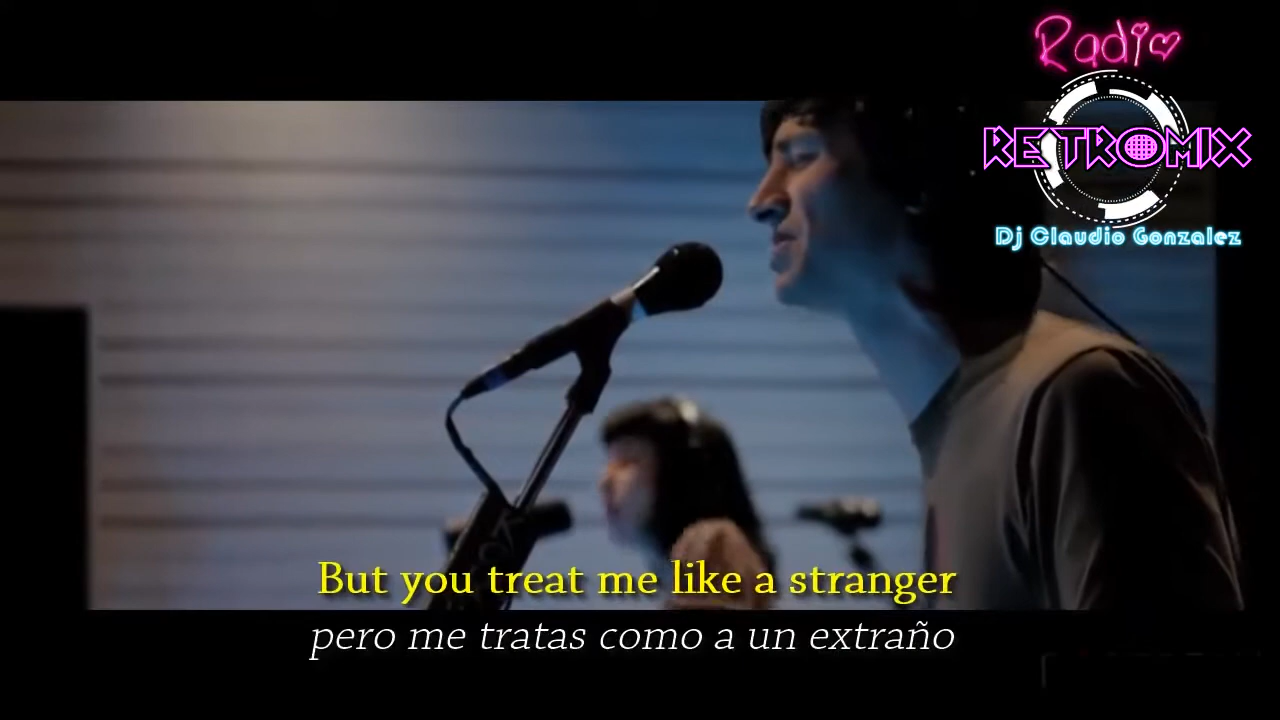 Radio
RETROMIX
Dj Claudio Gonzalez
But you treat me like a stranger
pero me tratas como a un extraño